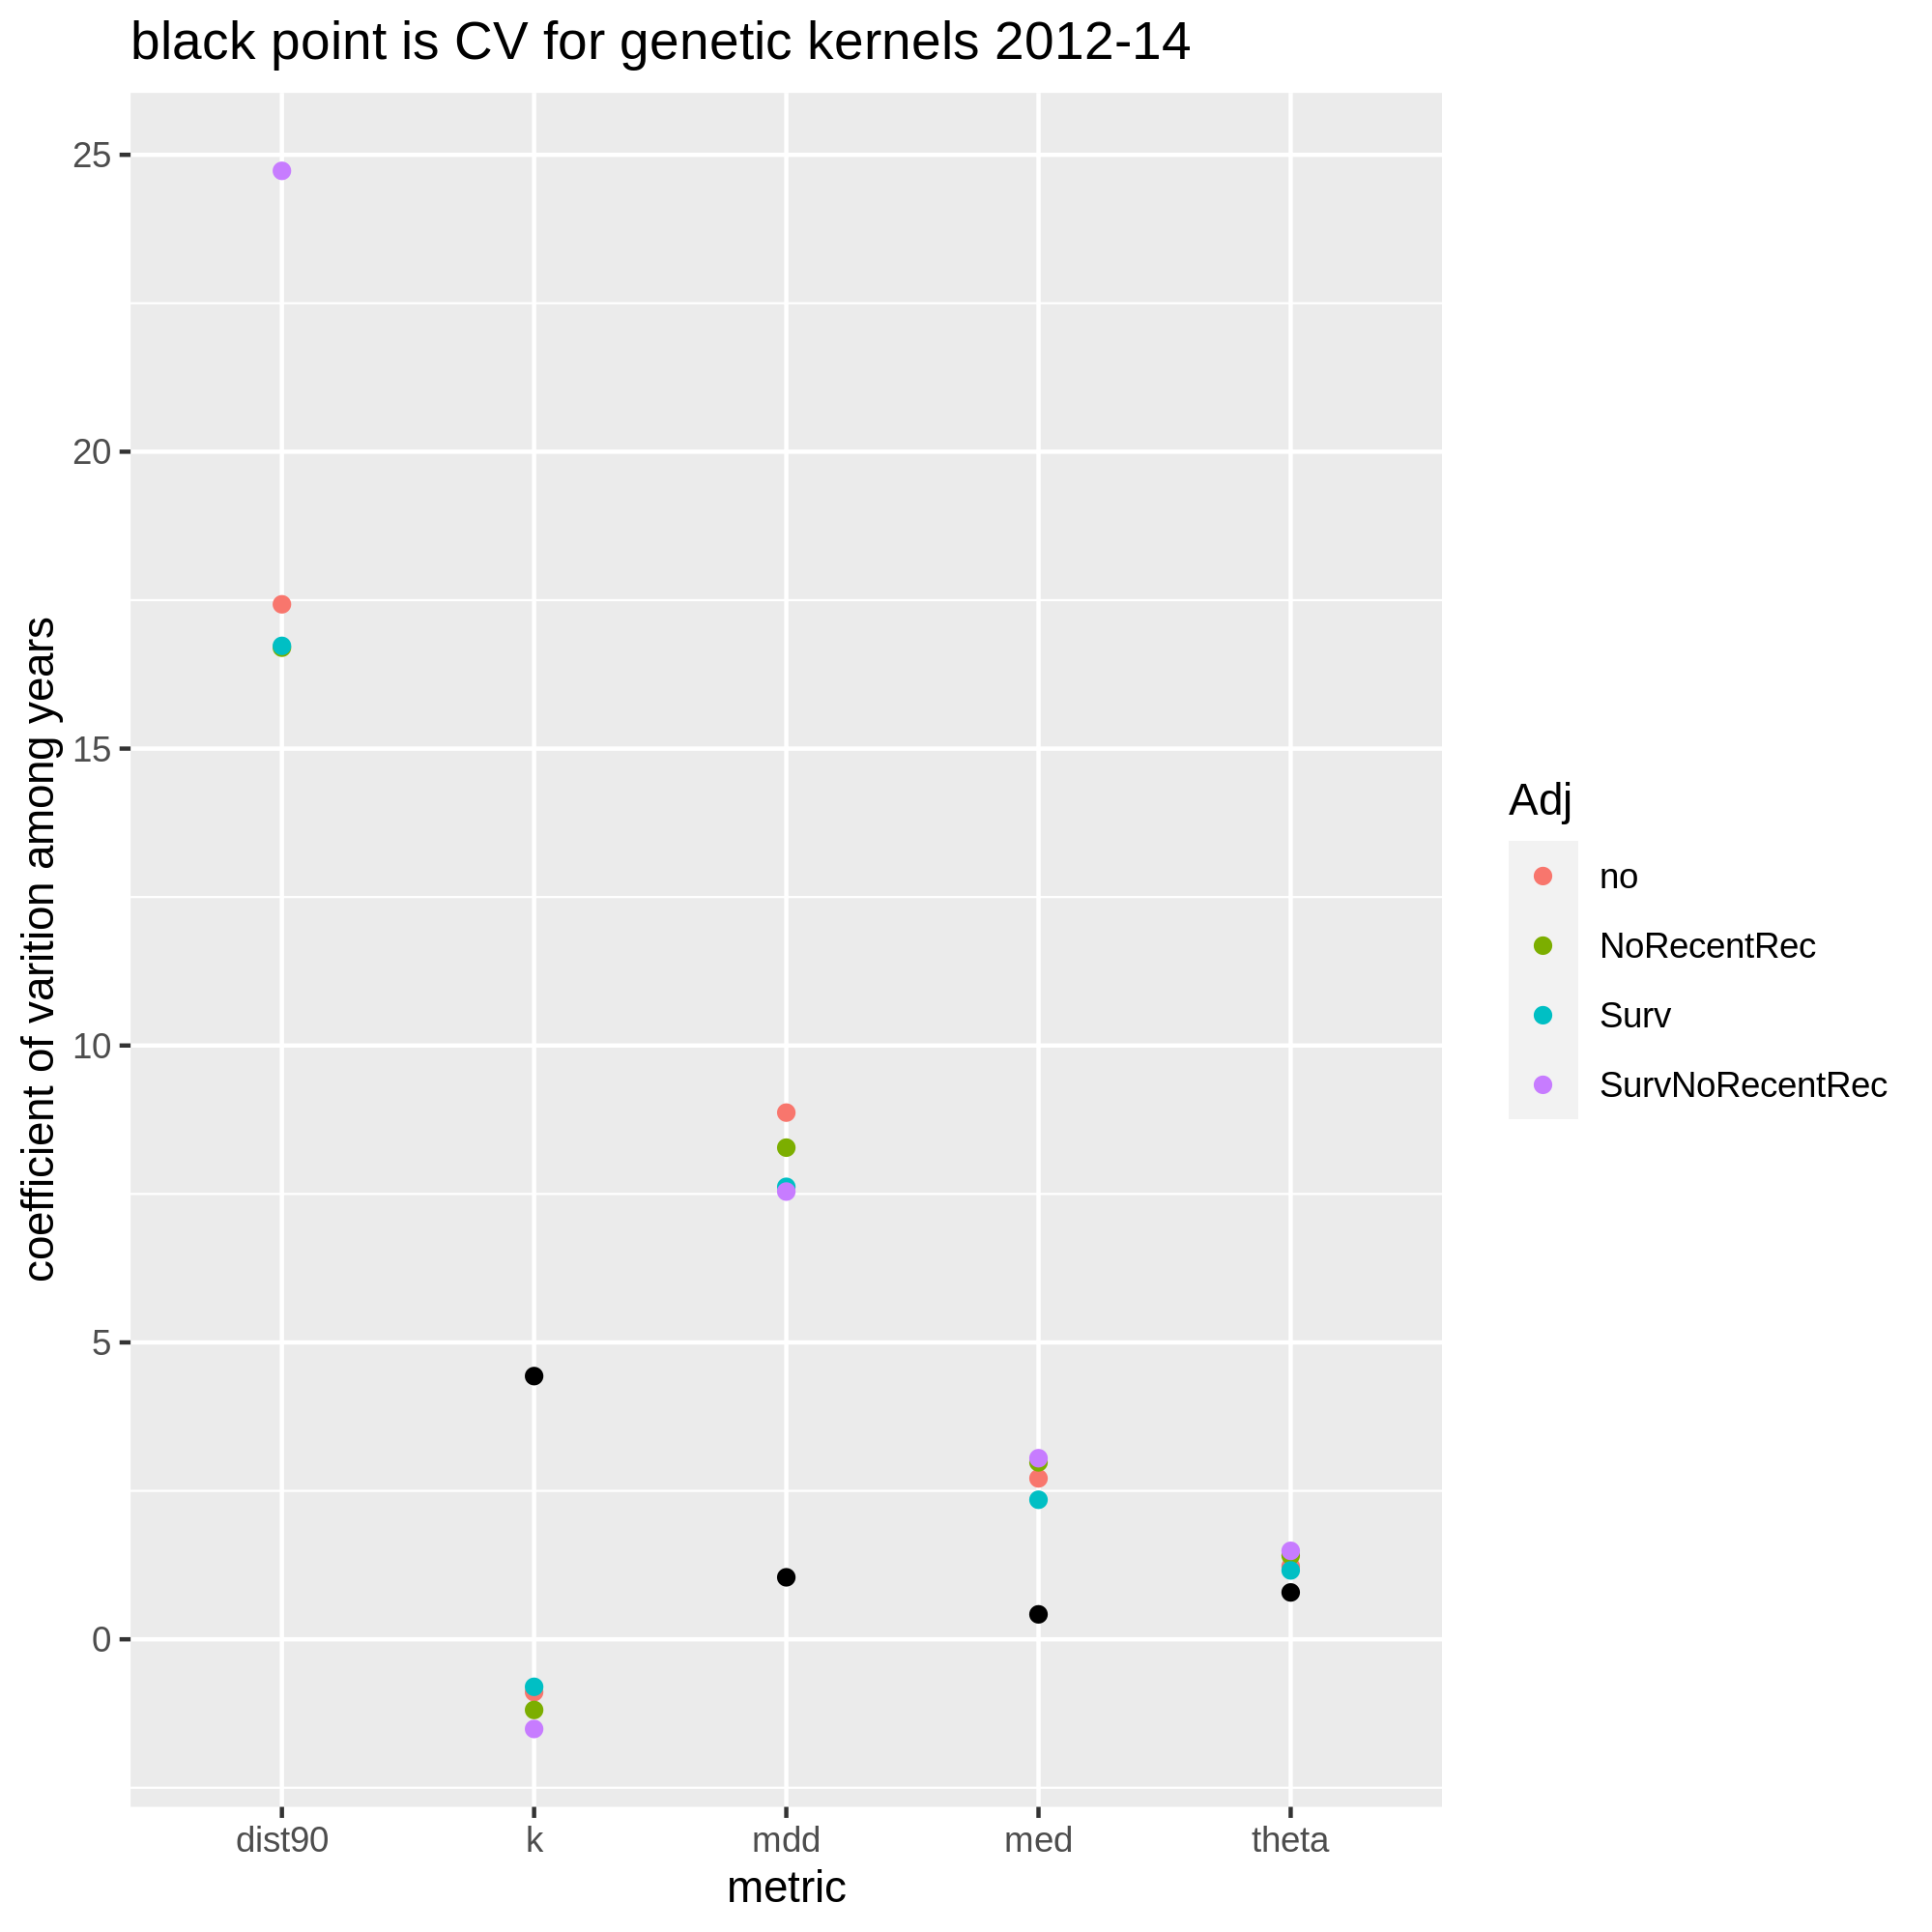 black point is CV for genetic kernels 2012-14
coefficient of varition among years
25
20
15
10
5
0
dist90
k
mdd
med
theta
metric
Adj
no
NoRecentRec
Surv
SurvNoRecentRec